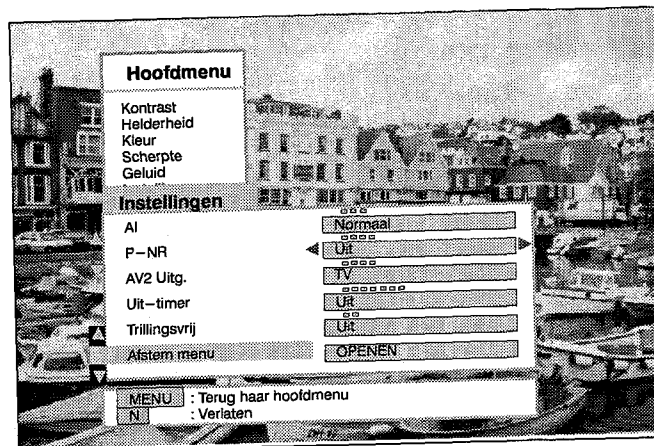 Hoofdmenu
Kontrast
Helderheid
Kleur
Scherpte
Geluid
Instellingen
AI Normaal
P-NR Uit
AV2 Uitg. TV
Uit-timer Uit
Trillingsvrij Uit
Afstem menu OPENEN
MENU : Terug haar hoofdmenu
N : Verlaten